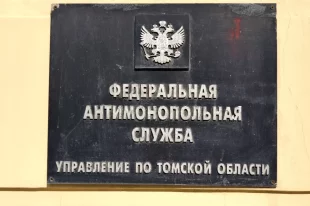 ФЕДЕРАЛЬНАЯ
АНТИМОНОПОЛЬНАЯ
СЛУЖБА
УПРАВЛЕНИЕ ПО ТОМСКОЙ ОБЛАСТИ